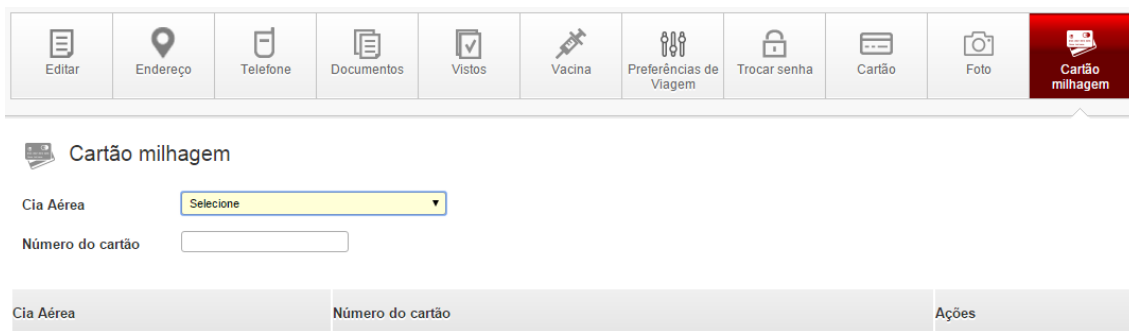 Editar
Endereço
Telefone
Documentos
Vistos
Vacina
Preferências de
Viagem
Trocar senha
Cartão
Foto
Cartão
milhagem
Cartão milhagem
Cia Aérea
Selecione
Número do cartão
Cia Aérea Número do cartão Ações